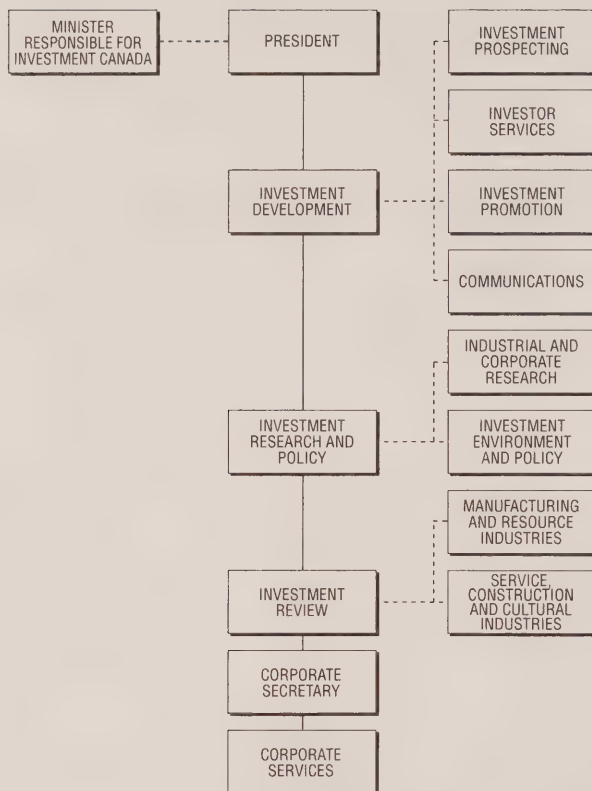 MINISTER
RESPONSIBLE FOR
INVESTMENT CANADA
PRESIDENT
INVESTMENT
PROSPECTING
INVESTOR
SERVICES
INVESTMENT
DEVELOPMENT
INVESTMENT
PROMOTION
COMMUNICATIONS
INDUSTRIAL AND
CORPORATE
RESEARCH
INVESTMENT
RESEARCH AND
POLICY
INVESTMENT
ENVIRONMENT
AND POLICY
MANUFACTURING
AND RESOURCE
INDUSTRIES
INVESTMENT
REVIEW
SERVICE,
CONSTRUCTION
AND CULTURAL
INDUSTRIES
CORPORATE
SECRETARY
CORPORATE
SERVICES